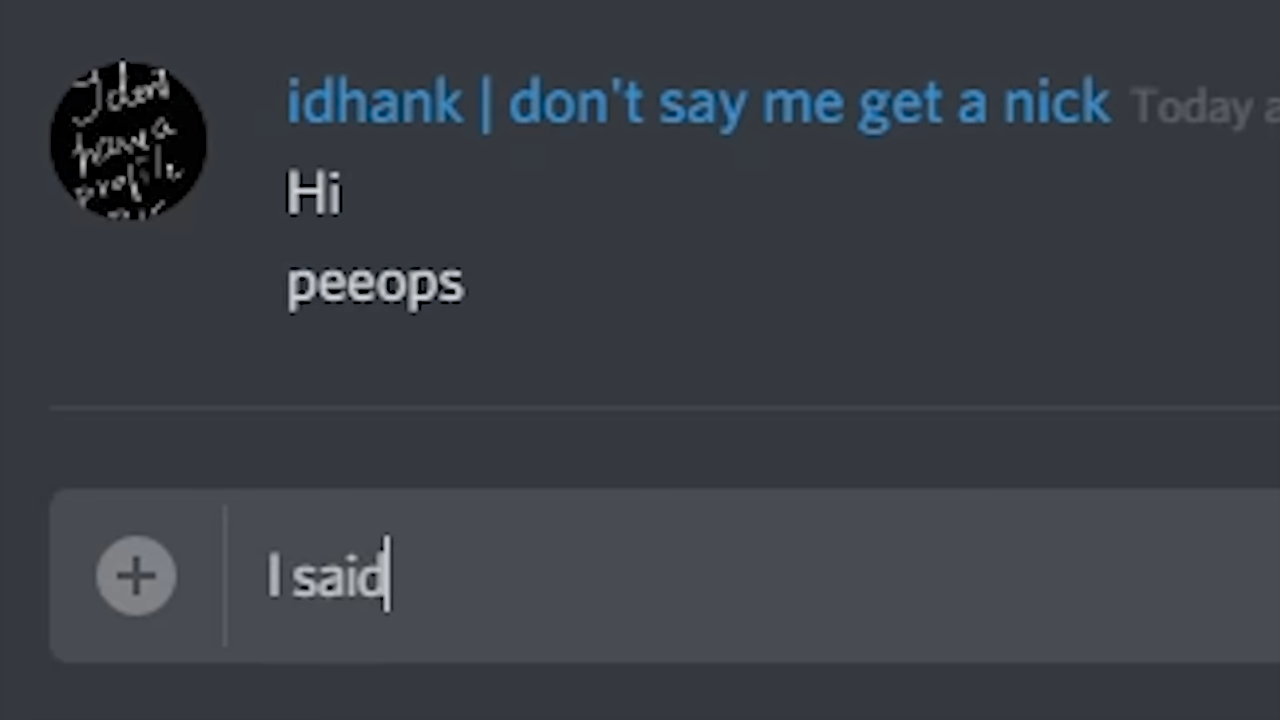 I dont
have a
profile
idhank | don't say me get a nick Today
Hi
peeops
I said